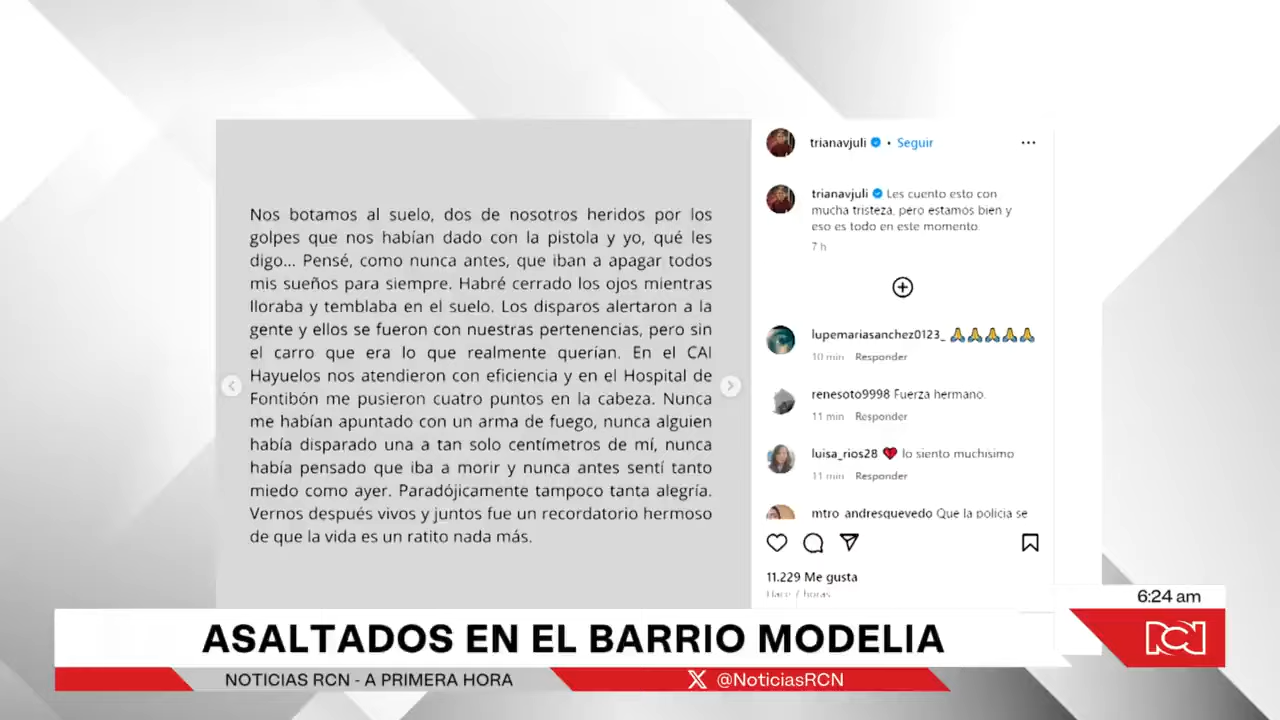 Nos botamos al suelo, dos de nosotros heridos por los
golpes que nos habían dado con la pistola y yo, qué les
digo... Pensé, como nunca antes, que iban a apagar todos
mis sueños para siempre. Habré cerrado los ojos mientras
lloraba y temblaba en el suelo. Los disparos alertaron a la
gente y ellos se fueron con nuestras pertenencias, pero sin
el carro que era lo que realmente querían. En el CAI
Hayuelos nos atendieron con eficiencia y en el Hospital de
Fontibón me pusieron cuatro puntos en la cabeza. Nunca
me habían apuntado con un arma de fuego, nunca alguien
había disparado una a tan solo centímetros de mí, nunca
había pensado que iba a morir y nunca antes sentí tanto
miedo como ayer. Paradójicamente tampoco tanta alegría.
Vernos después vivos y juntos fue un recordatorio hermoso
de que la vida es un ratito nada más.
trianavjuli • Seguir
trianavjuli Les cuento esto con
mucha tristeza, pero estamos bien y
eso es todo en este momento.
7 h
lupemariasanchez0123_ 🙏🙏🙏🙏🙏
10 min Responder
renesoto9998 Fuerza hermano.
11 min Responder
luisa_rios28 ❤️ lo siento muchisimo
11 min Responder
mtro_andresquevedo Que la policia se
11.229 Me gusta
Hace 7 horas
6:24 am
ASALTADOS EN EL BARRIO MODELIA
RCN
NOTICIAS RCN - A PRIMERA HORA
X @NoticiasRCN